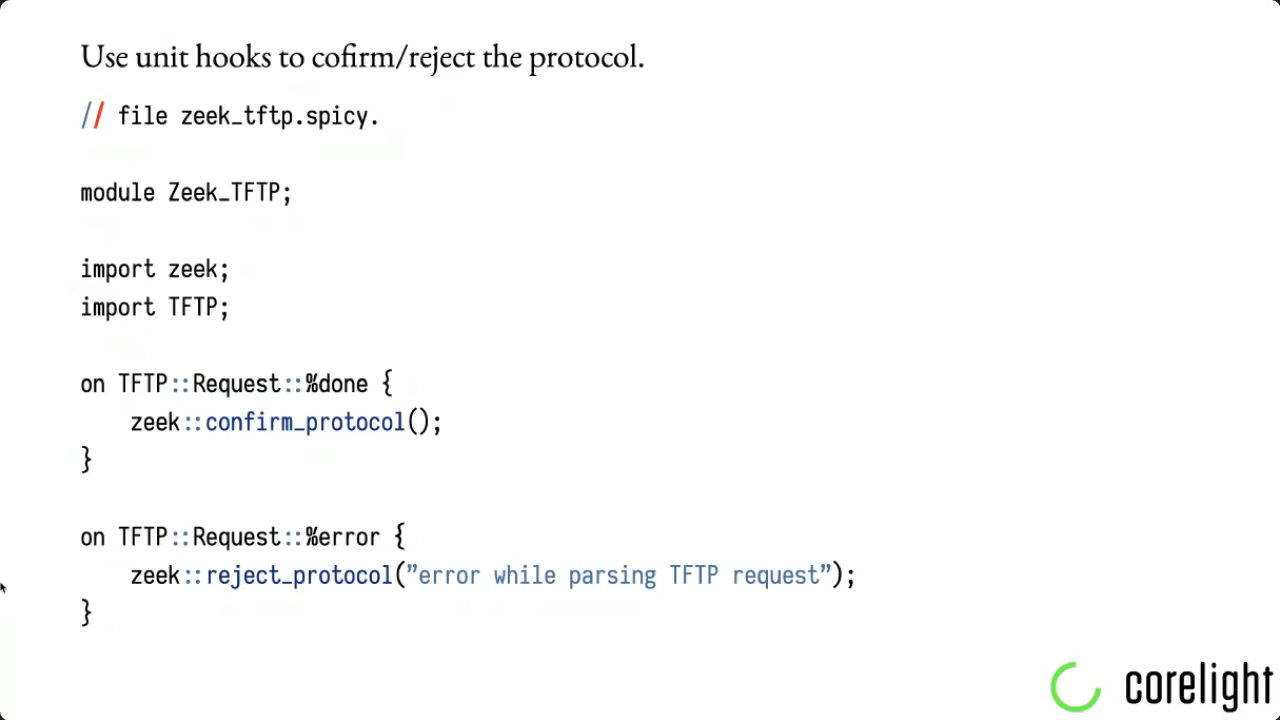 Use unit hooks to cofirm/reject the protocol.
// file zeek_tftp.spicy.
module Zeek_TFTP;
import zeek;
import TFTP;
on TFTP::Request::%done {
    zeek::confirm_protocol();
}
on TFTP::Request::%error {
    zeek::reject_protocol(”error while parsing TFTP request”);
}
corelight